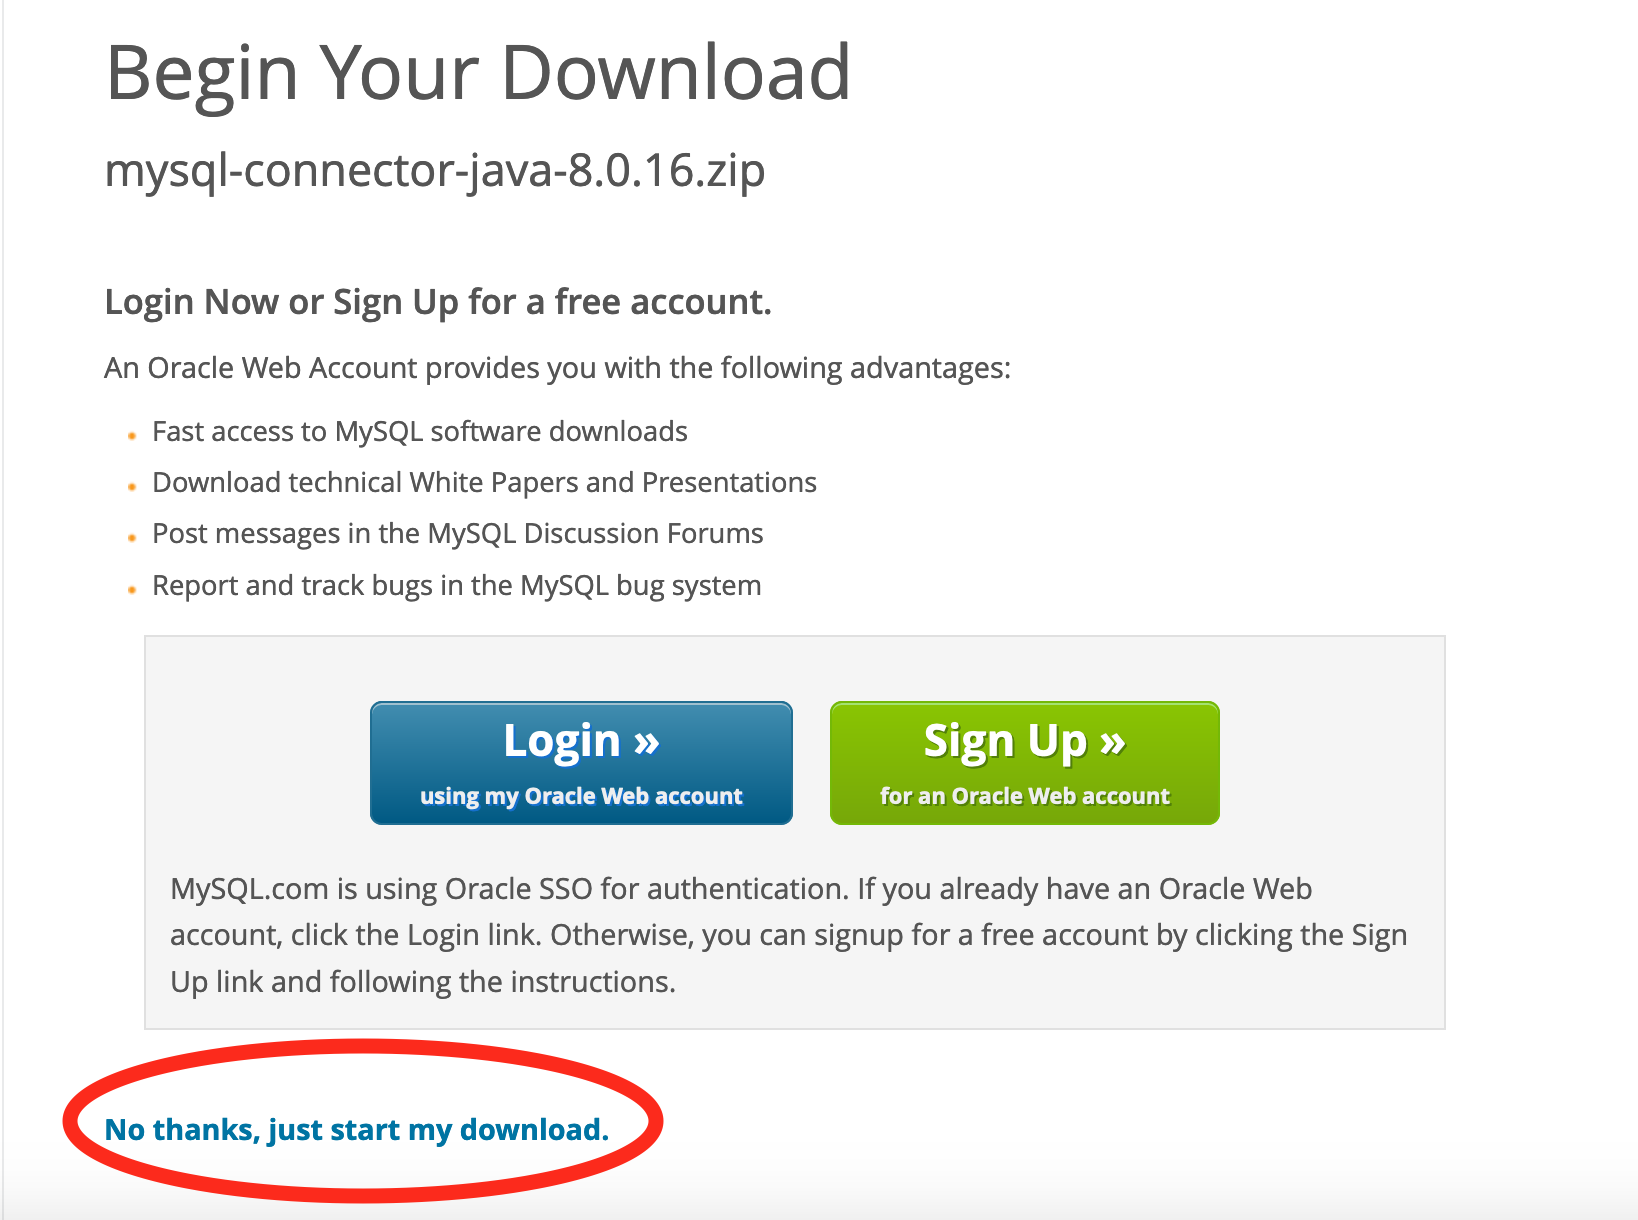 Begin Your Download
mysql-connector-java-8.0.16.zip
Login Now or Sign Up for a free account.
An Oracle Web Account provides you with the following advantages:
Fast access to MySQL software downloads
Download technical White Papers and Presentations
Post messages in the MySQL Discussion Forums
Report and track bugs in the MySQL bug system
Login »
using my Oracle Web account
Sign Up »
for an Oracle Web account
MySQL.com is using Oracle SSO for authentication. If you already have an Oracle Web
account, click the Login link. Otherwise, you can signup for a free account by clicking the Sign
Up link and following the instructions.
No thanks, just start my download.